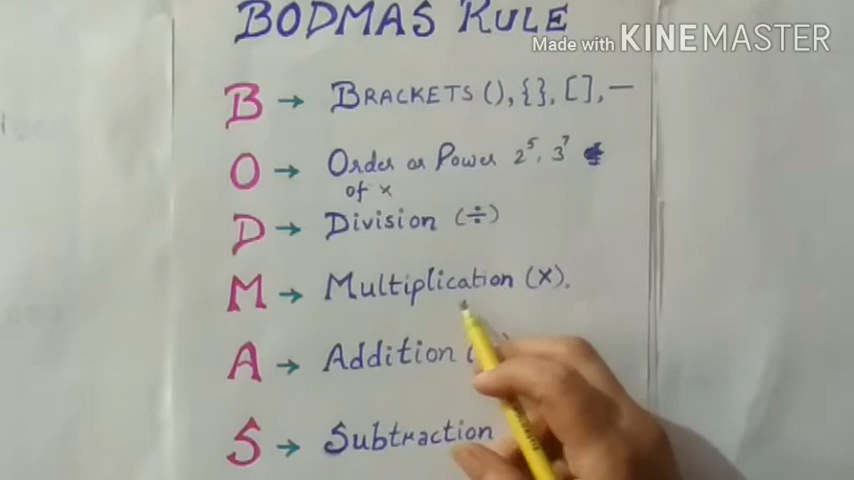 BODMAS RULE
Made with KINEMASTER
B → BRACKETS (), {}, [], —
O → Order or Power 2⁵, 3⁷
of x
D → Division (÷)
M → Multiplication (X).
A → Addition (
S → Subtraction